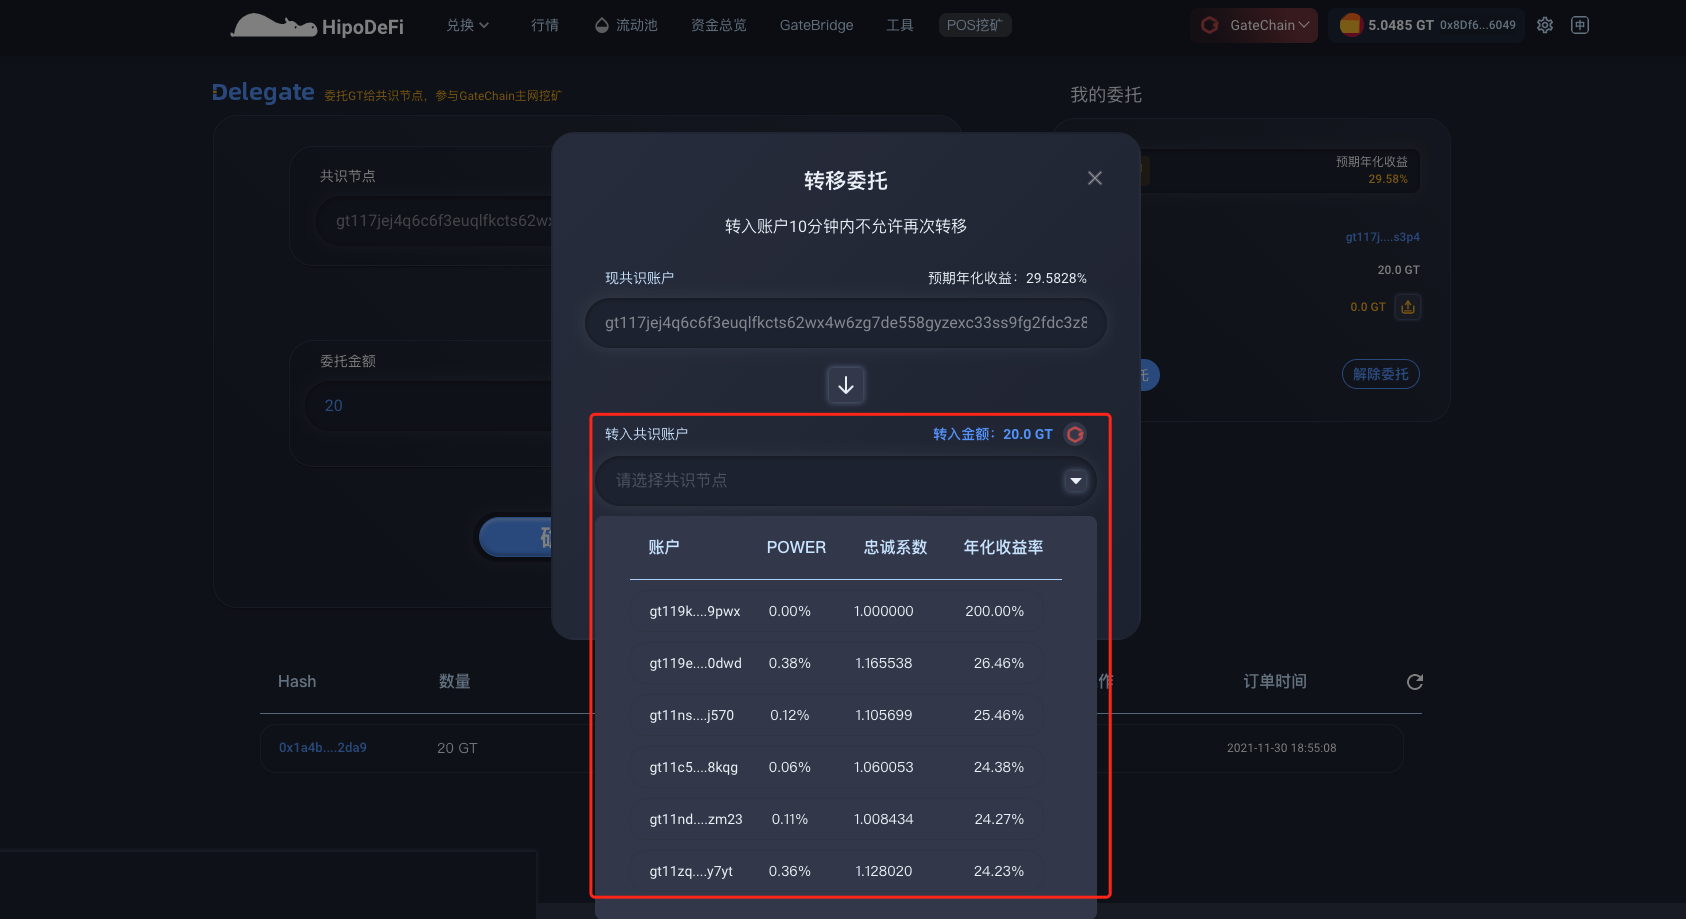 HipoDeFi 兑换 行情 流动池 资金总览 GateBridge 工具 POS挖矿 GateChain 5.0485 GT 0x8Df6...6049 中
Delegate 委托GT给共识节点，参与GateChain主网挖矿
我的委托
共识节点
gt117jej4q6c6f3euqlfkcts62wx
委托金额
20
转移委托
转入账户10分钟内不允许再次转移
现共识账户 预期年化收益：29.5828%
gt117jej4q6c6f3euqlfkcts62wx4w6zg7de558gyzexc33ss9fg2fdc3z8
转入共识账户 转入金额：20.0 GT
请选择共识节点
账户 POWER 忠诚系数 年化收益率
gt119k....9pwx 0.00% 1.000000 200.00%
gt119e....0dwd 0.38% 1.165538 26.46%
gt11ns....j570 0.12% 1.105699 25.46%
gt11c5....8kqg 0.06% 1.060053 24.38%
gt11nd....zm23 0.11% 1.008434 24.27%
gt11zq....y7yt 0.36% 1.128020 24.23%
预期年化收益
29.58%
gt117j....s3p4
20.0 GT
0.0 GT
托 解除委托
Hash 数量 作 订单时间
0x1a4b....2da9 20 GT 2021-11-30 18:55:08